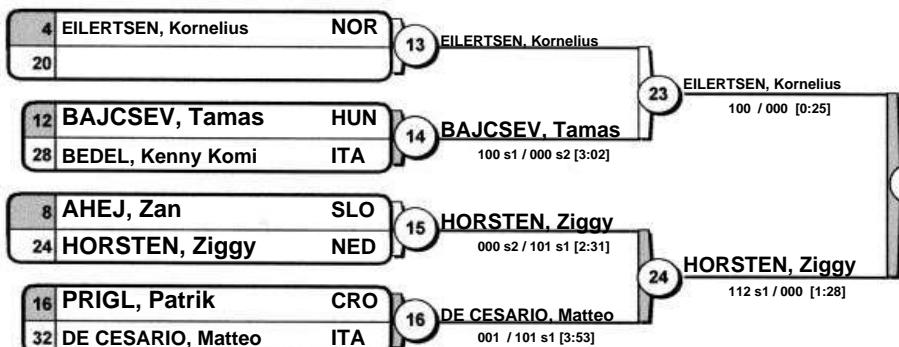 4 EILERTSEN, Kornelius NOR
20
13 EILERTSEN, Kornelius
12 BAJCSEV, Tamas HUN
28 BEDEL, Kenny Komi ITA
14 BAJCSEV, Tamas
100 s1 / 000 s2 [3:02]
23 EILERTSEN, Kornelius
100 / 000 [0:25]
8 AHEJ, Zan SLO
24 HORSTEN, Ziggy NED
15 HORSTEN, Ziggy
000 s2 / 101 s1 [2:31]
16 PRIGL, Patrik CRO
32 DE CESARIO, Matteo ITA
16 DE CESARIO, Matteo
001 / 101 s1 [3:53]
24 HORSTEN, Ziggy
112 s1 / 000 [1:28]